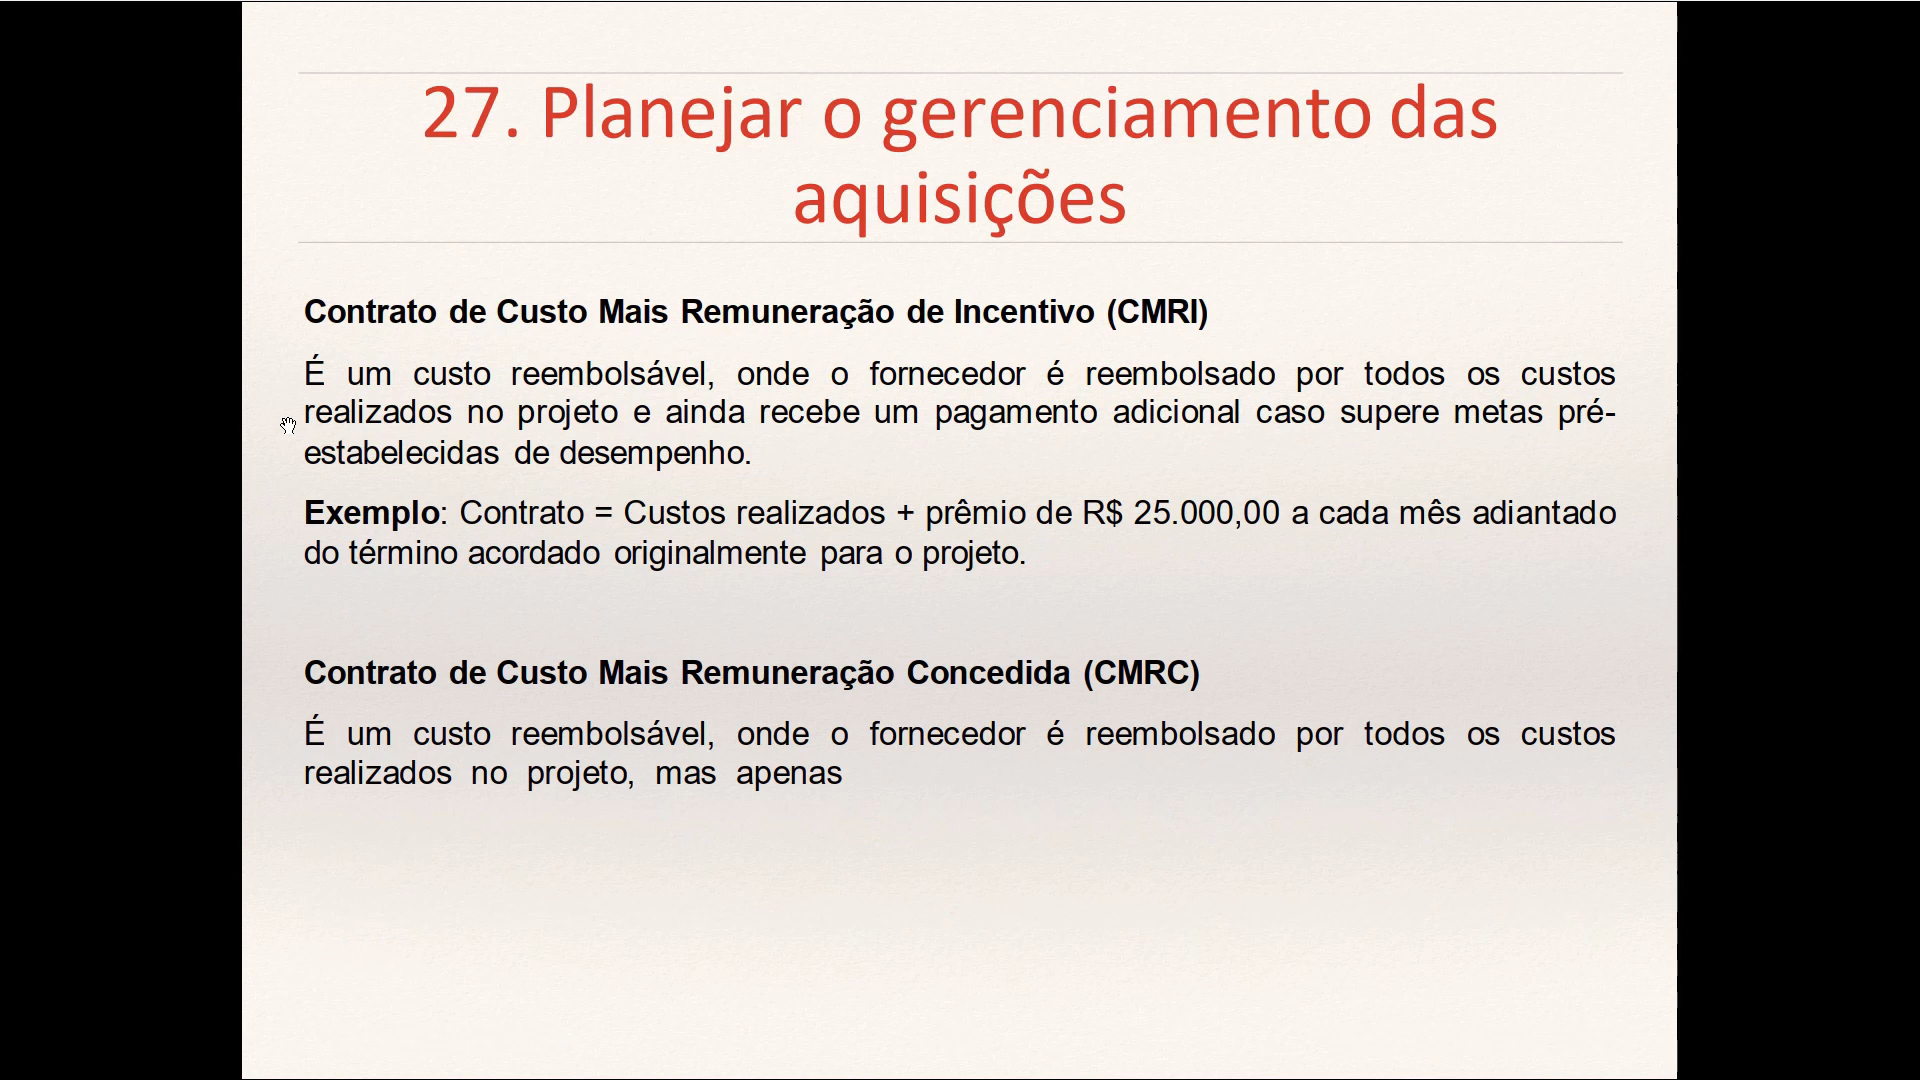 27. Planejar o gerenciamento das
aquisições
Contrato de Custo Mais Remuneração de Incentivo (CMRI)
É um custo reembolsável, onde o fornecedor é reembolsado por todos os custos
realizados no projeto e ainda recebe um pagamento adicional caso supere metas pré-
estabelecidas de desempenho.
Exemplo: Contrato = Custos realizados + prêmio de R$ 25.000,00 a cada mês adiantado
do término acordado originalmente para o projeto.
Contrato de Custo Mais Remuneração Concedida (CMRC)
É um custo reembolsável, onde o fornecedor é reembolsado por todos os custos
realizados no projeto, mas apenas